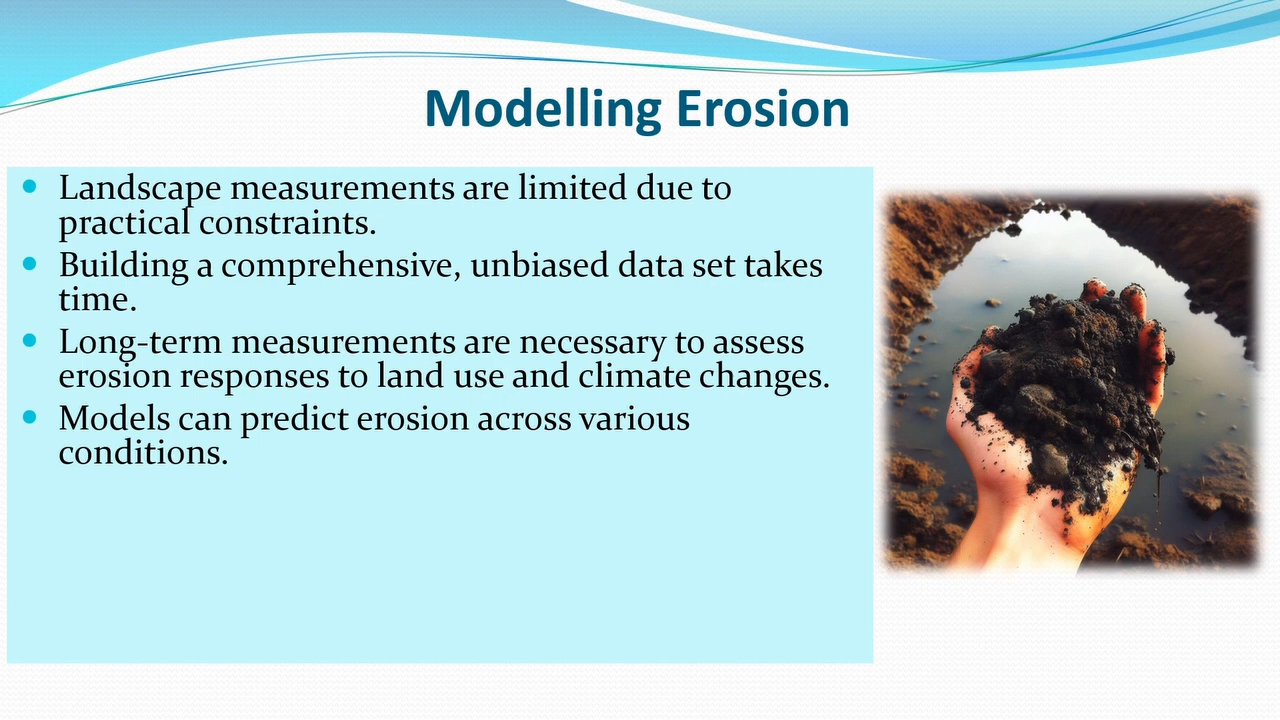 Modelling Erosion
Landscape measurements are limited due to
practical constraints.
Building a comprehensive, unbiased data set takes
time.
Long-term measurements are necessary to assess
erosion responses to land use and climate changes.
Models can predict erosion across various
conditions.